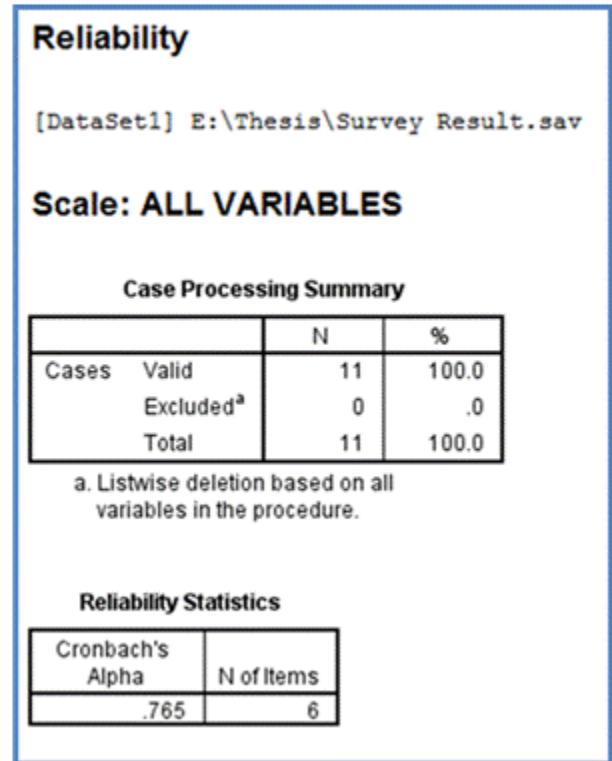 Reliability
[DataSet1] E:\Thesis\Survey Result.sav
Scale: ALL VARIABLES
Case Processing Summary
N %
Cases Valid 11 100.0
Excludedᵃ 0 .0
Total 11 100.0
a. Listwise deletion based on all
variables in the procedure.
Reliability Statistics
Cronbach's
Alpha N of Items
.765 6